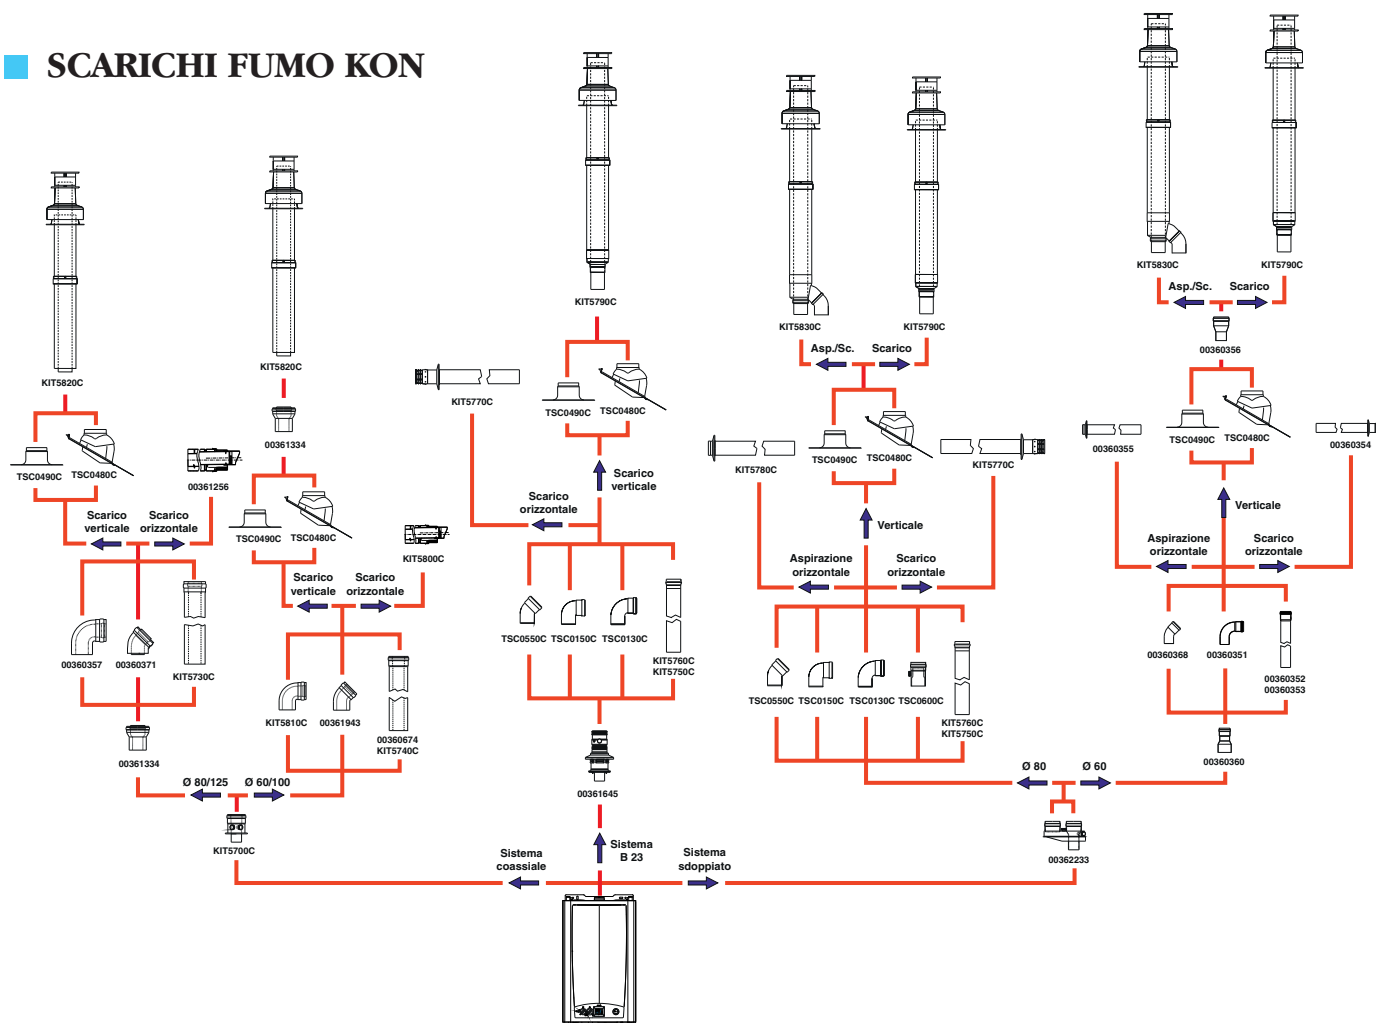 SCARICHI FUMO KON
KIT5830C
KIT5790C
Asp./Sc.
Scarico
00360356
KIT5790C
KIT5830C
KIT5790C
Asp./Sc.
Scarico
KIT5820C
KIT5820C
KIT5770C
TSC0490C
TSC0480C
00361334
TSC0490C
TSC0480C
00361256
TSC0490C
TSC0480C
KIT5780C
KIT5770C
TSC0490C
TSC0480C
00360355
00360354
Scarico
verticale
Scarico
orizzontale
TSC0490C
TSC0480C
KIT5800C
Scarico
orizzontale
Scarico
verticale
Verticale
Verticale
Scarico
verticale
Scarico
orizzontale
Aspirazione
orizzontale
Scarico
orizzontale
Aspirazione
orizzontale
Scarico
orizzontale
00360357
00360371
KIT5730C
TSC0550C
TSC0150C
TSC0130C
KIT5760C
KIT5750C
00360368
00360351
00360352
00360353
KIT5810C
00361943
00360674
KIT5740C
TSC0550C
TSC0150C
TSC0130C
TSC0600C
KIT5760C
KIT5750C
00361334
00360360
Ø 80/125
Ø 60/100
00361645
Ø 80
Ø 60
KIT5700C
00362233
Sistema
coassiale
Sistema
B 23
Sistema
sdoppiato